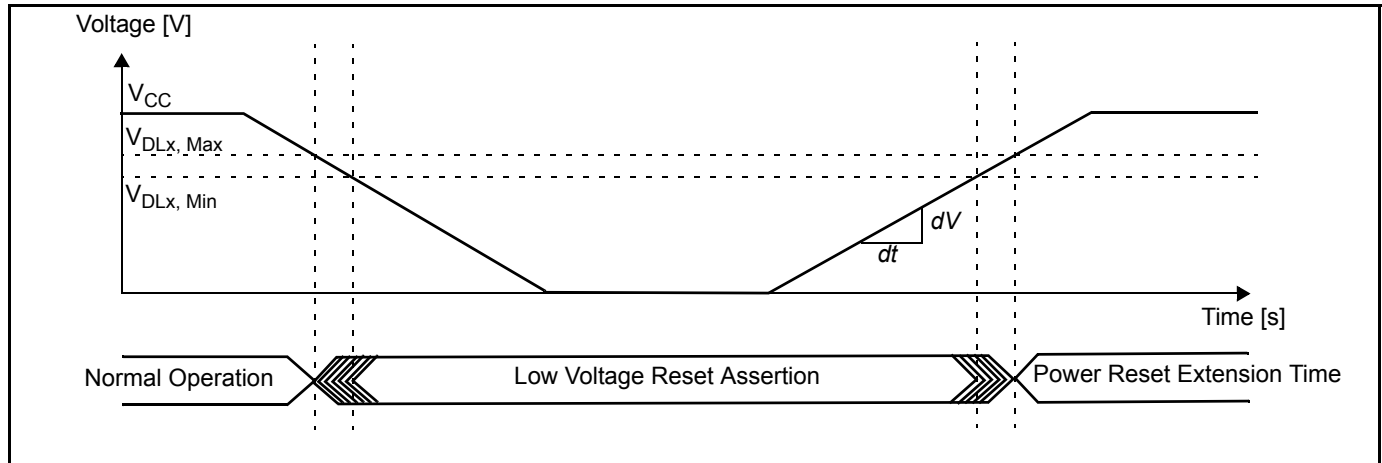 Voltage [V]
VCC
VDLx, Max
VDLx, Min
dV
dt
Time [s]
Normal Operation
Low Voltage Reset Assertion
Power Reset Extension Time